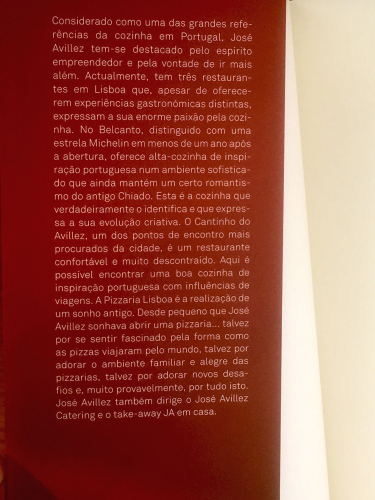 Considerado como uma das grandes refe-
rências da cozinha em Portugal, José
Avillez tem-se destacado pelo espírito
empreendedor e pela vontade de ir mais
além. Actualmente, tem três restauran-
tes em Lisboa que, apesar de oferece-
rem experiências gastronómicas distintas,
expressam a sua enorme paixão pela cozi-
nha. No Belcanto, distinguido com uma
estrela Michelin em menos de um ano após
a abertura, oferece alta-cozinha de inspi-
ração portuguesa num ambiente sofistica-
do que ainda mantém um certo romantis-
mo do antigo Chiado. Esta é a cozinha que
verdadeiramente o identifica e que expres-
sa a sua evolução criativa. O Cantinho do
Avillez, um dos pontos de encontro mais
procurados da cidade, é um restaurante
confortável e muito descontraído. Aqui é
possível encontrar uma boa cozinha de
inspiração portuguesa com influências de
viagens. A Pizzaria Lisboa é a realização de
um sonho antigo. Desde pequeno que José
Avillez sonhava abrir uma pizzaria... talvez
por se sentir fascinado pela forma como
as pizzas viajaram pelo mundo, talvez por
adorar o ambiente familiar e alegre das
pizzarias, talvez por adorar novos desa-
fios e, muito provavelmente, por tudo isto.
José Avillez também dirige o José Avillez
Catering e o take-away JA em casa.